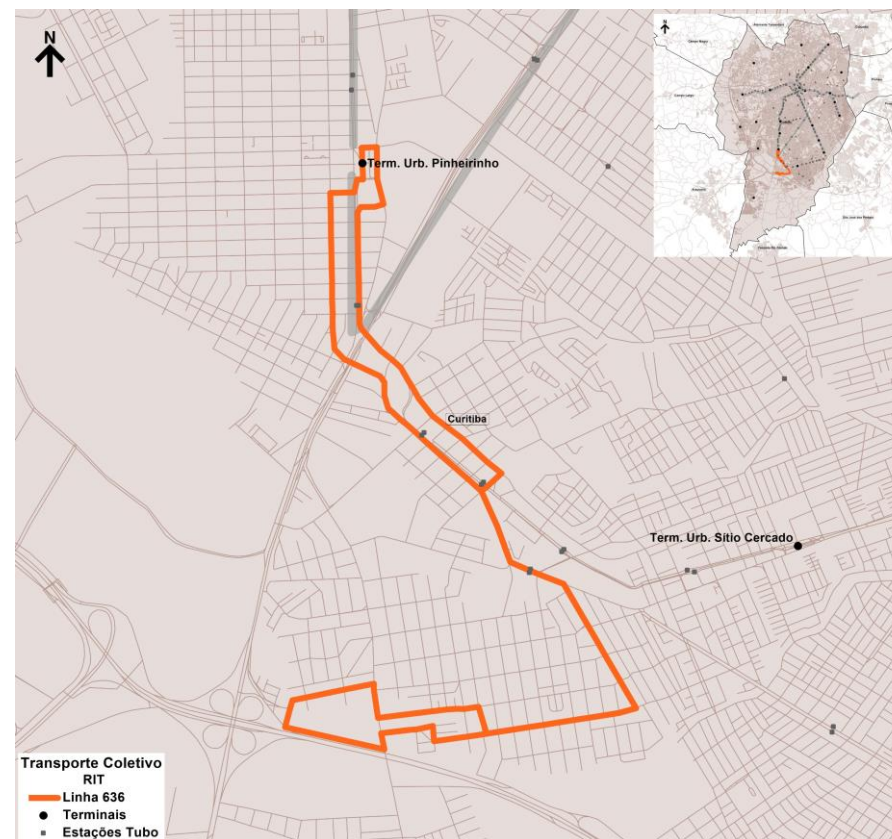 N
Term. Urb. Pinheirinho
Curitiba
Term. Urb. Sítio Cercado
Transporte Coletivo
RIT
Linha 636
Terminais
Estações Tubo
N